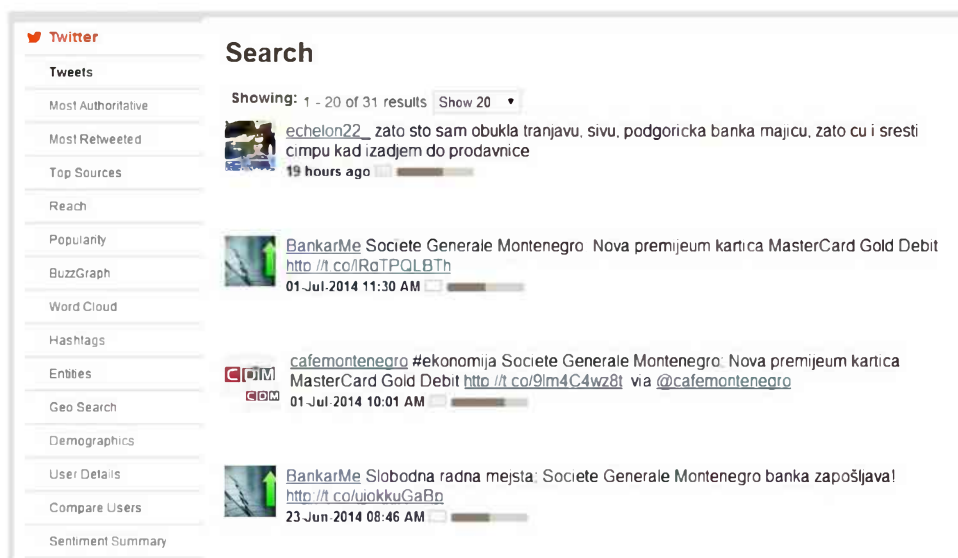 Twitter
Tweets
Most Authoritative
Most Retweeted
Top Sources
Reach
Popularity
BuzzGraph
Word Cloud
Hashtags
Entities
Geo Search
Demographics
User Details
Compare Users
Sentiment Summary
Search
Showing: 1 - 20 of 31 results Show 20
echelon22_ zato sto sam obukla tranjavu, sivu, podgoricka banka majicu, zato cu i sresti
cimpu kad izadjem do prodavnice
19 hours ago
BankarMe Societe Generale Montenegro Nova premijeum kartica MasterCard Gold Debit
http //t.co/lRqTPQLBTh
01-Jul-2014 11:30 AM
CDM
CDM
cafemontenegro #ekonomija Societe Generale Montenegro: Nova premijeum kartica
MasterCard Gold Debit http //t co/9lm4C4wz8t via @cafemontenegro
01-Jul-2014 10:01 AM
BankarMe Slobodna radna mejsta: Societe Generale Montenegro banka zapošljava!
http://t co/ujokkuGaBp
23-Jun-2014 08:46 AM